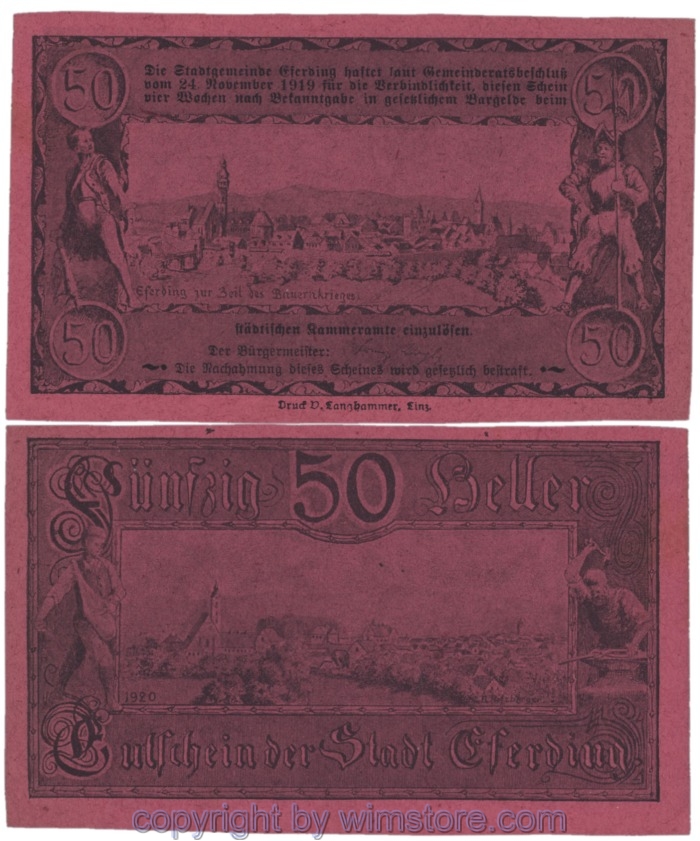 50 50
Die Stadtgemeinde Eferding haftet laut Gemeinderatsbeschluß
vom 24. November 1919 für die Verbindlichkeit, diesen Schein
vier Wochen nach Bekanntgabe in gesetzlichem Bargelde beim
Eferding zur Zeit des Bauernkrieges.
50 50
städtischen Kammeramte einzulösen.
Der Bürgermeister:
Die Nachahmung dieses Scheines wird gesetzlich bestraft.
Druck V. Langhammer, Linz.
Fünfzig 50 Heller
1920
Gutschein der Stadt Eferding.
copyright by wimstore.com